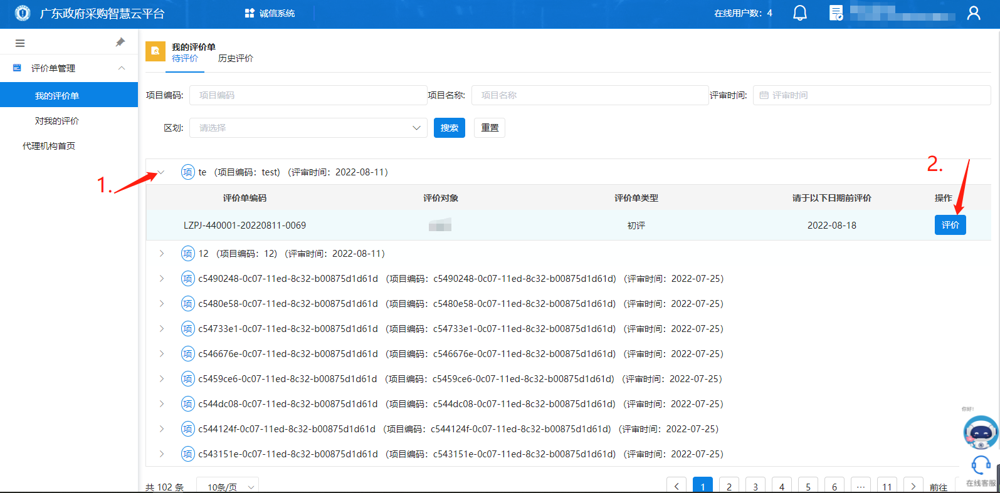 广东政府采购智慧云平台
诚信系统
在线用户数：4
评价单管理
我的评价单
对我的评价
代理机构首页
我的评价单
待评价
历史评价
项目编码:
项目编码
项目名称:
项目名称
评审时间:
评审时间
区划:
请选择
搜索
重置
1.
2.
项 te （项目编码：test）（评审时间：2022-08-11）
评价单编码 评价对象 评价单类型 请于以下日期前评价 操作
LZPJ-440001-20220811-0069 初评 2022-08-18 评价
项 12 （项目编码：12）（评审时间：2022-08-11）
项 c5490248-0c07-11ed-8c32-b00875d1d61d （项目编码：c5490248-0c07-11ed-8c32-b00875d1d61d）（评审时间：2022-07-25）
项 c5480e58-0c07-11ed-8c32-b00875d1d61d （项目编码：c5480e58-0c07-11ed-8c32-b00875d1d61d）（评审时间：2022-07-25）
项 c54733e1-0c07-11ed-8c32-b00875d1d61d （项目编码：c54733e1-0c07-11ed-8c32-b00875d1d61d）（评审时间：2022-07-25）
项 c546676e-0c07-11ed-8c32-b00875d1d61d （项目编码：c546676e-0c07-11ed-8c32-b00875d1d61d）（评审时间：2022-07-25）
项 c5459ce6-0c07-11ed-8c32-b00875d1d61d （项目编码：c5459ce6-0c07-11ed-8c32-b00875d1d61d）（评审时间：2022-07-25）
项 c544dc08-0c07-11ed-8c32-b00875d1d61d （项目编码：c544dc08-0c07-11ed-8c32-b00875d1d61d）（评审时间：2022-07-25）
项 c544124f-0c07-11ed-8c32-b00875d1d61d （项目编码：c544124f-0c07-11ed-8c32-b00875d1d61d）（评审时间：2022-07-25）
项 c543151e-0c07-11ed-8c32-b00875d1d61d （项目编码：c543151e-0c07-11ed-8c32-b00875d1d61d）（评审时间：2022-07-25）
你好！
在线客服
共 102 条 10条/页 1 2 3 4 5 6 ... 11 前往